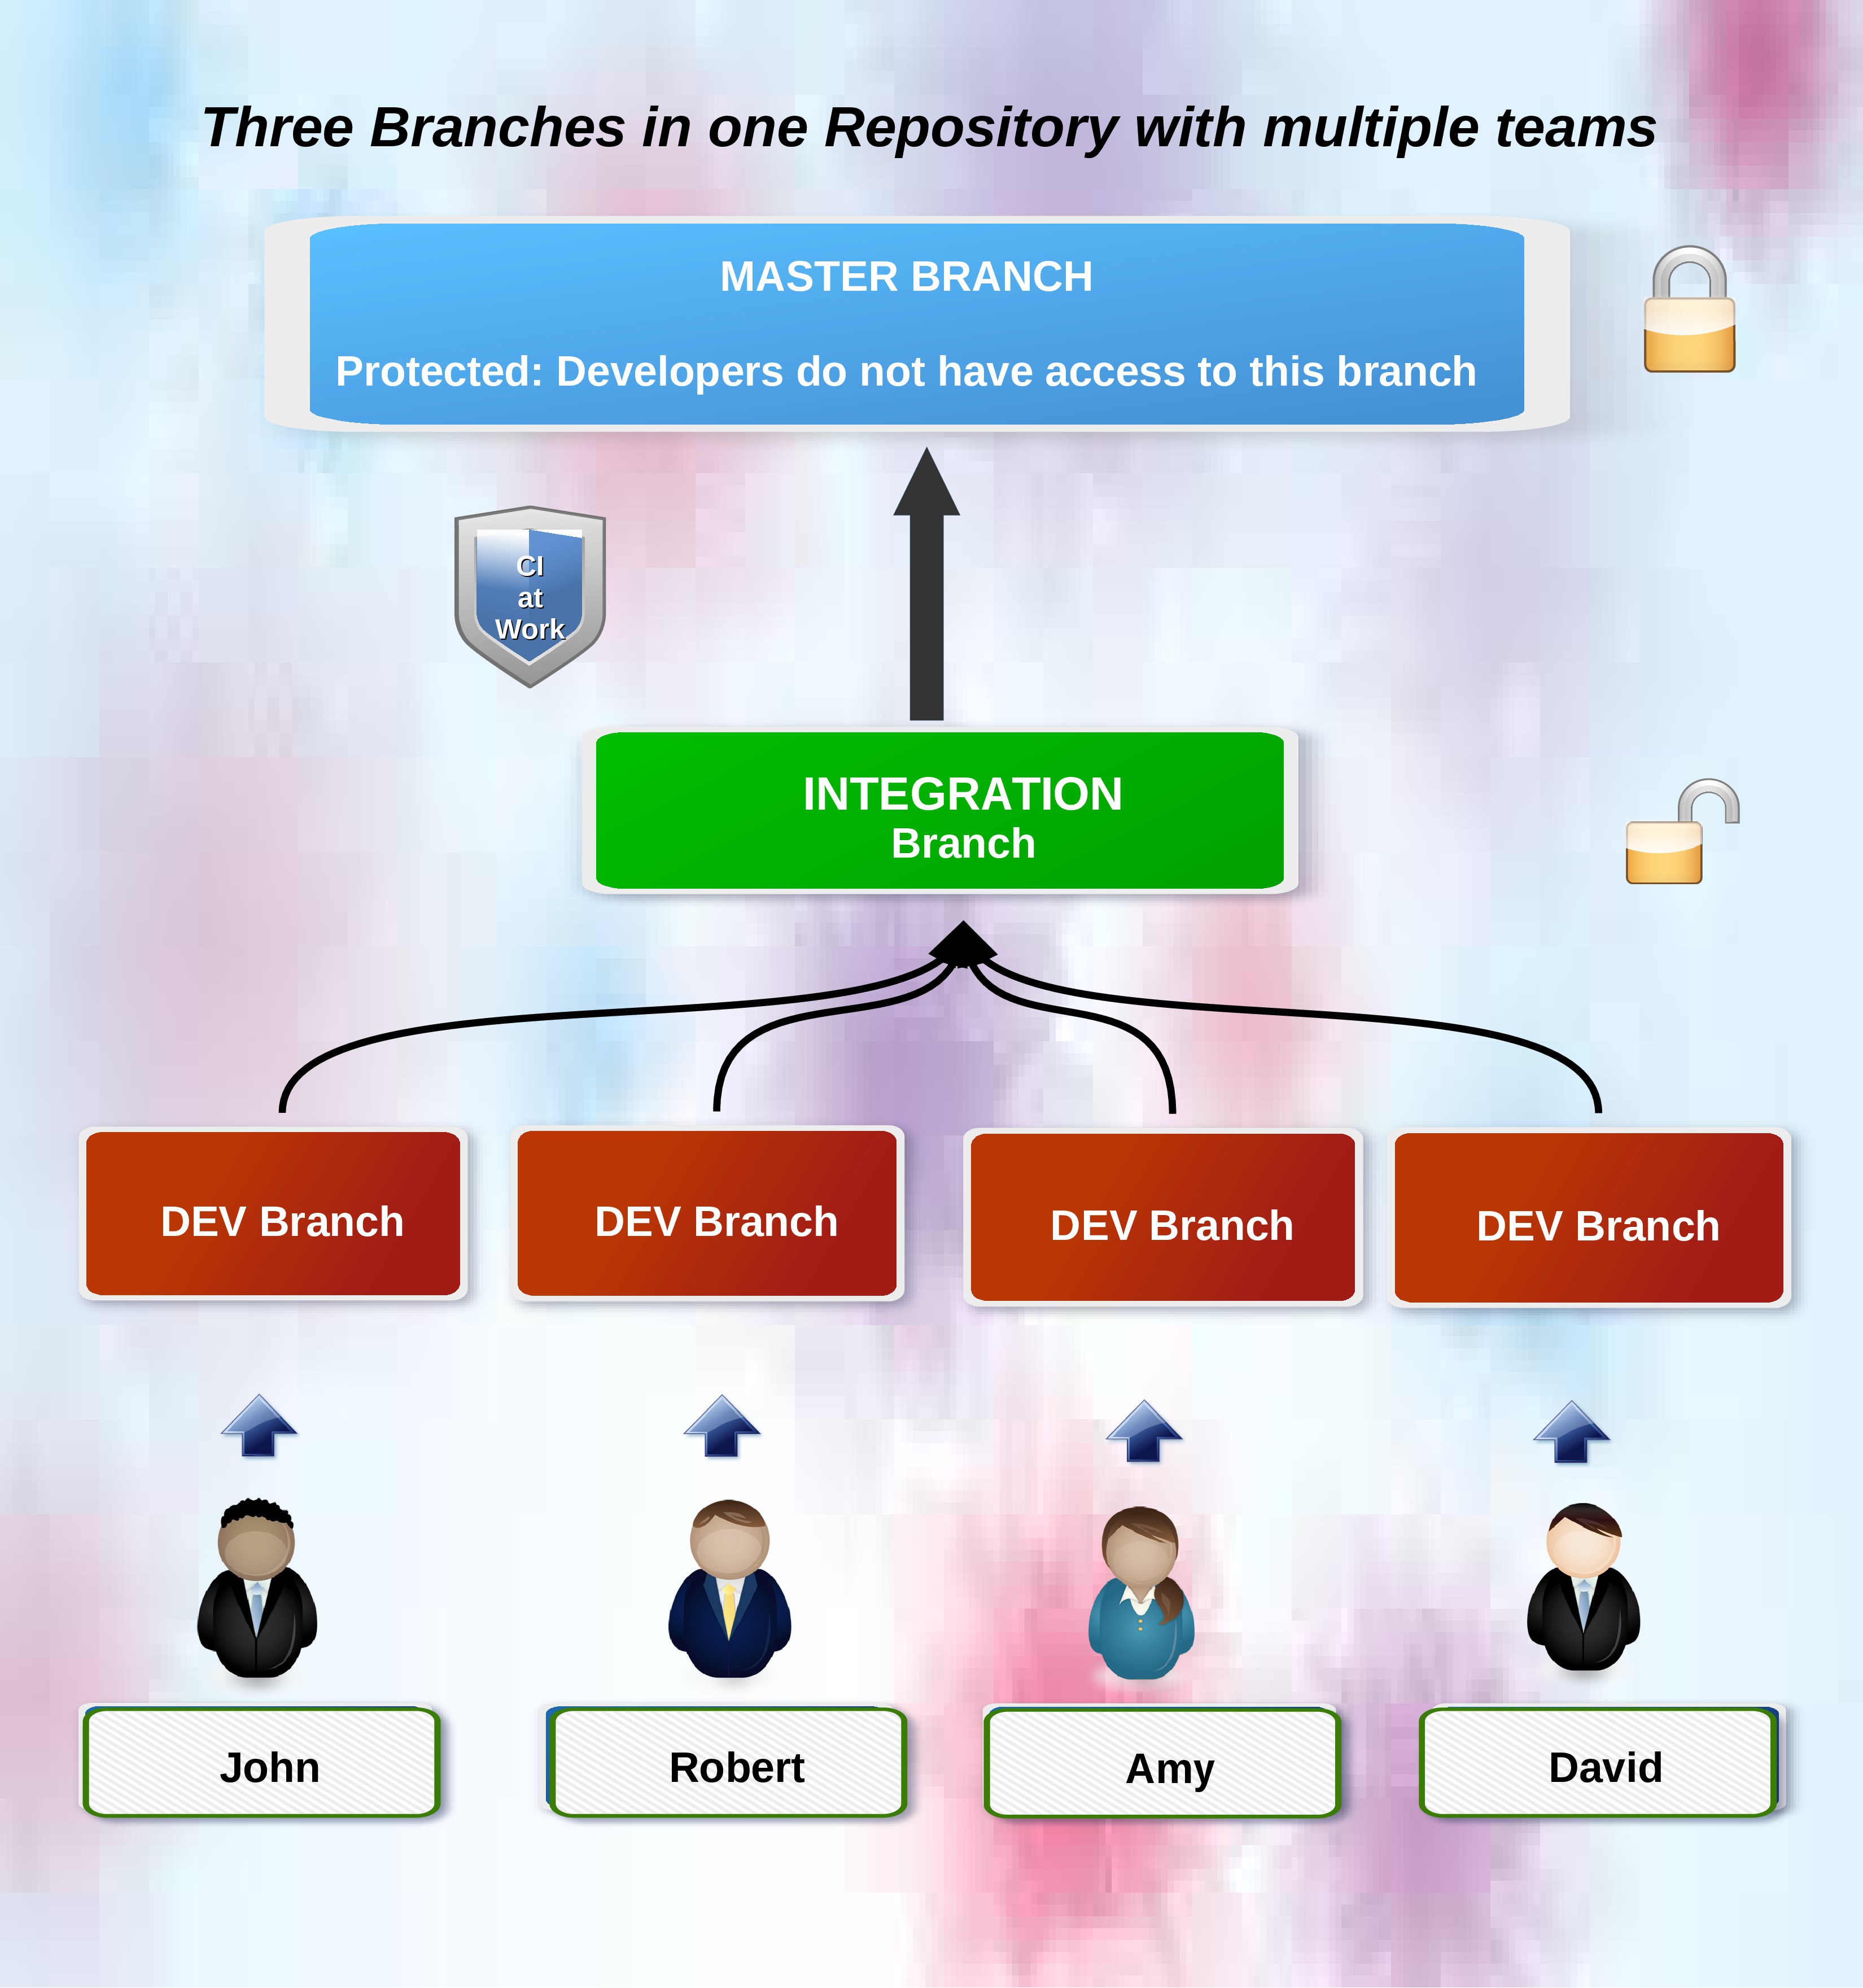 Three Branches in one Repository with multiple teams
MASTER BRANCH
Protected: Developers do not have access to this branch
CI
at
Work
INTEGRATION
Branch
DEV Branch
DEV Branch
DEV Branch
DEV Branch
John
Robert
Amy
David